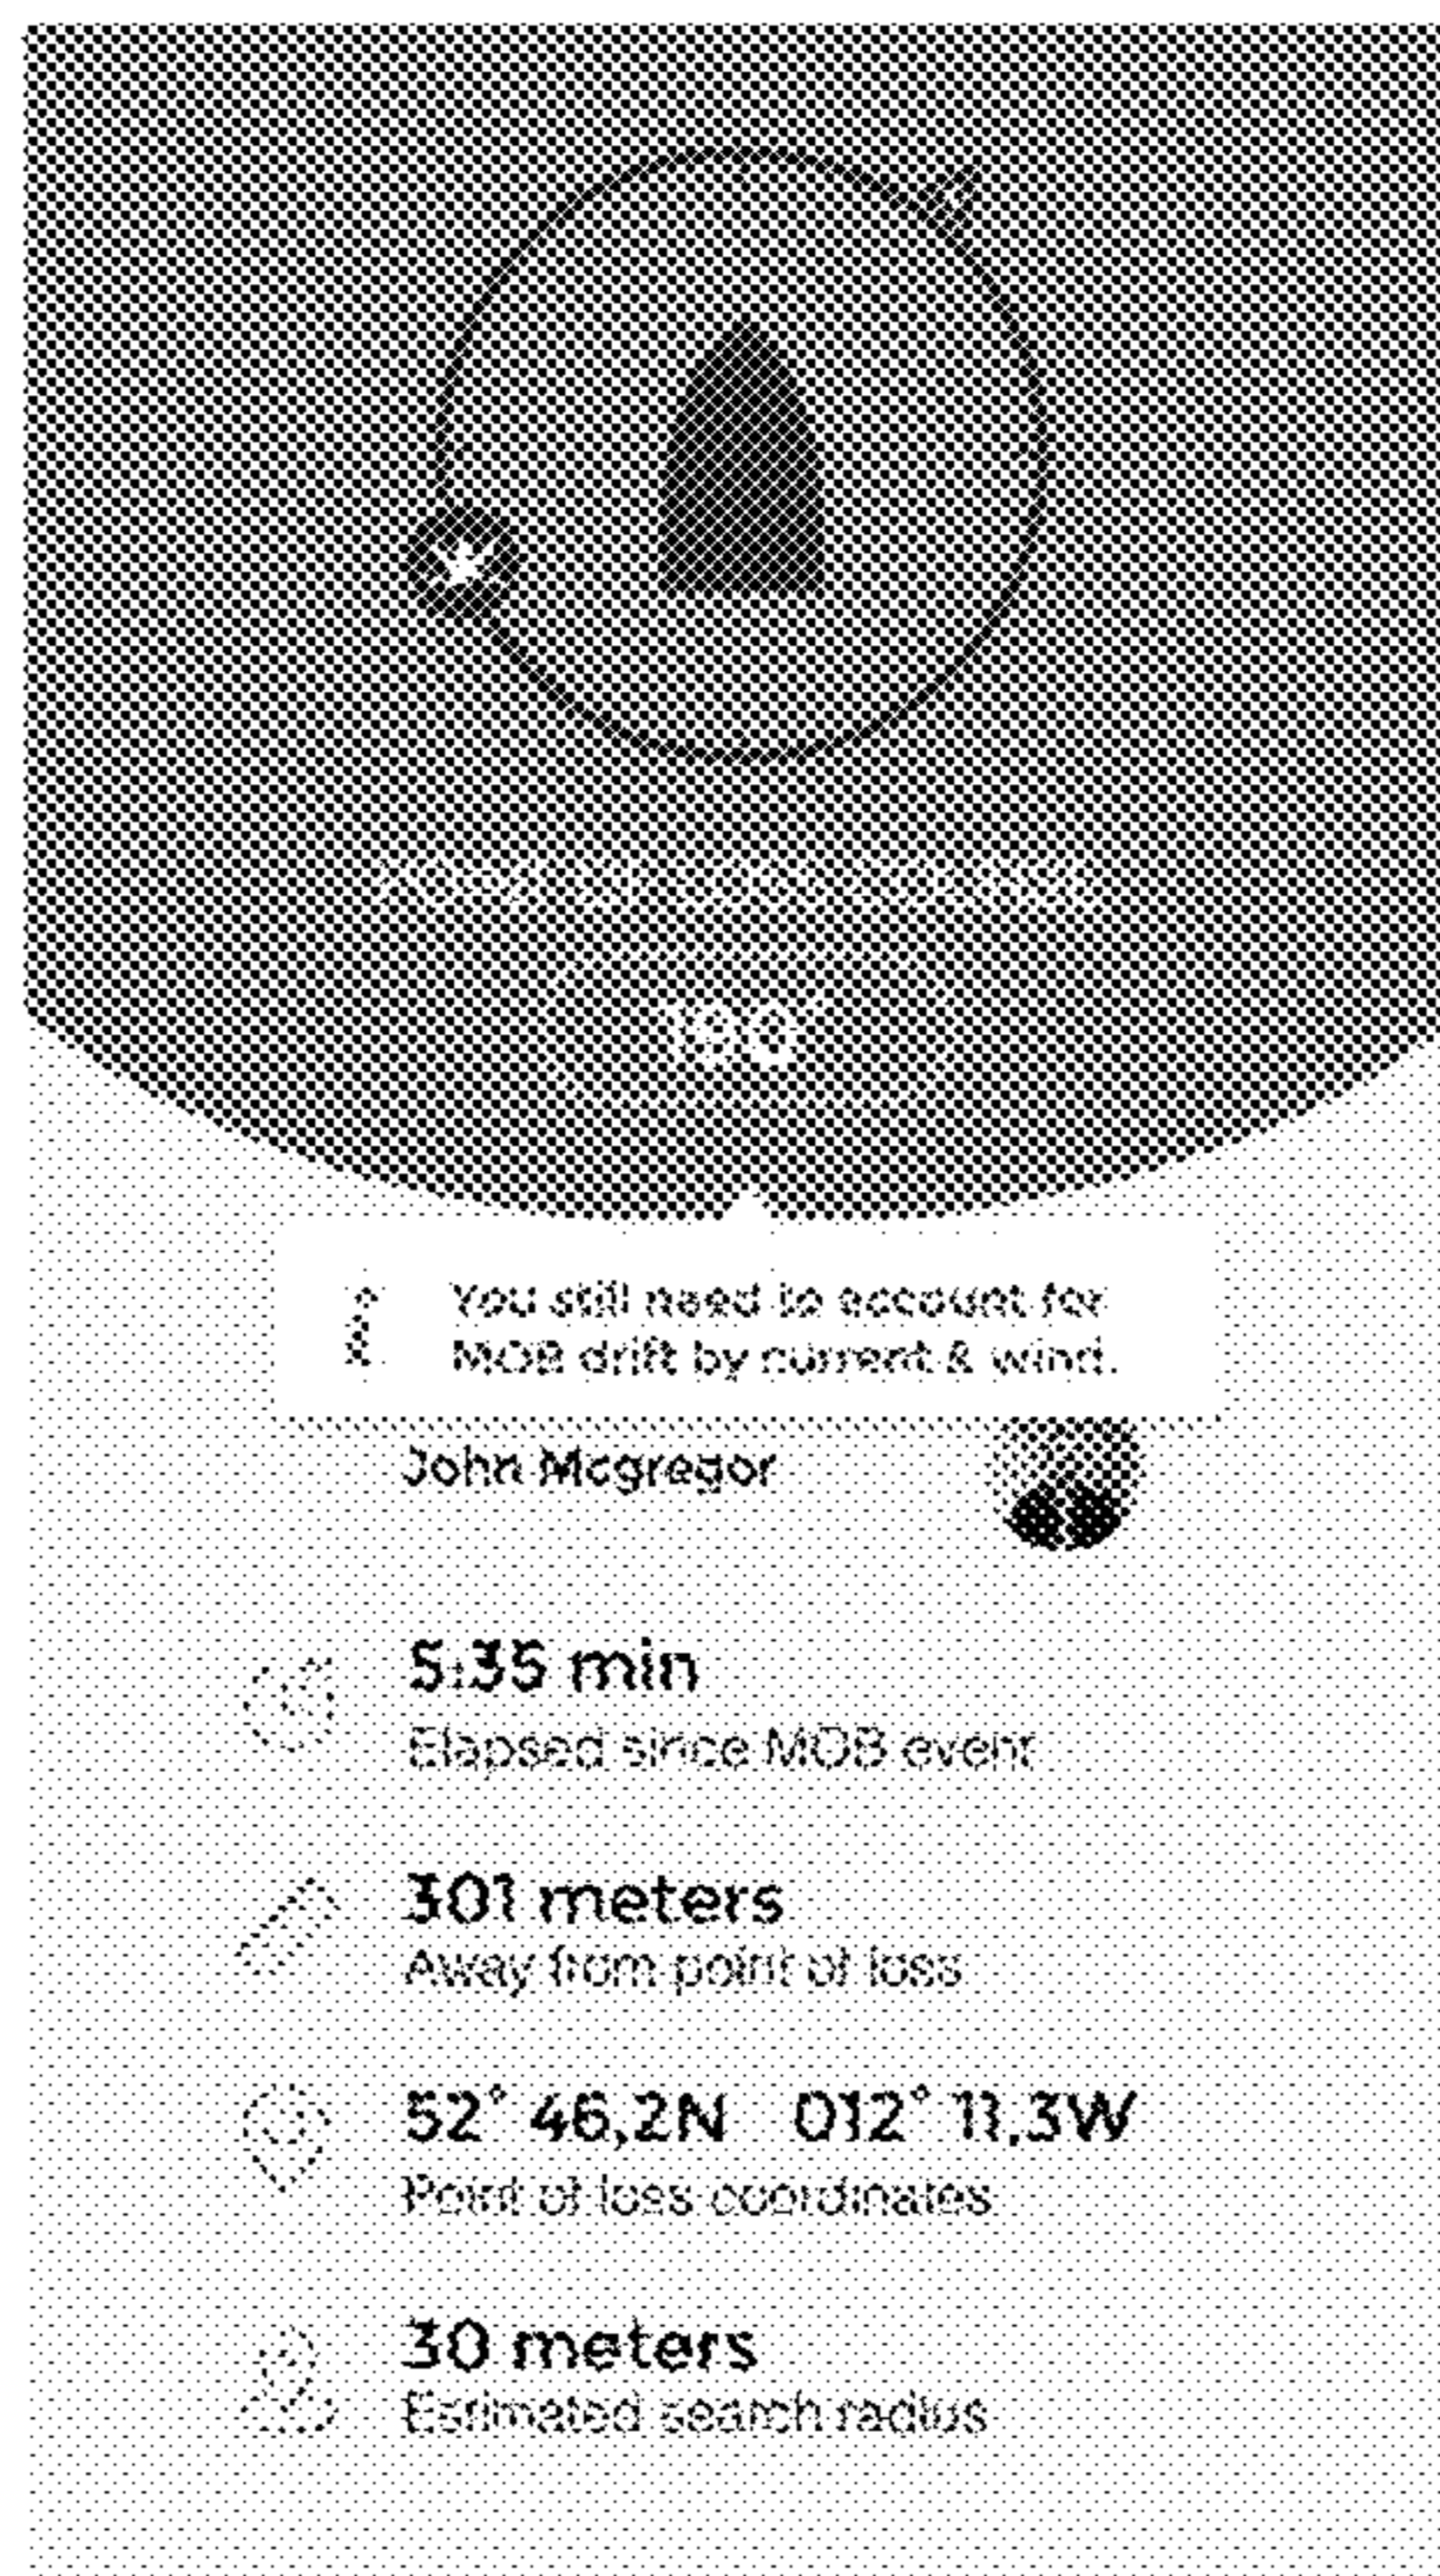 180°
You still need to account for
MOB drift by current & wind.
John Mcgregor
5:35 min
Elapsed since MOB event
301 meters
Away from point of loss
52° 46,2N 012° 11,3W
Point of loss coordinates
30 meters
Estimated search radius